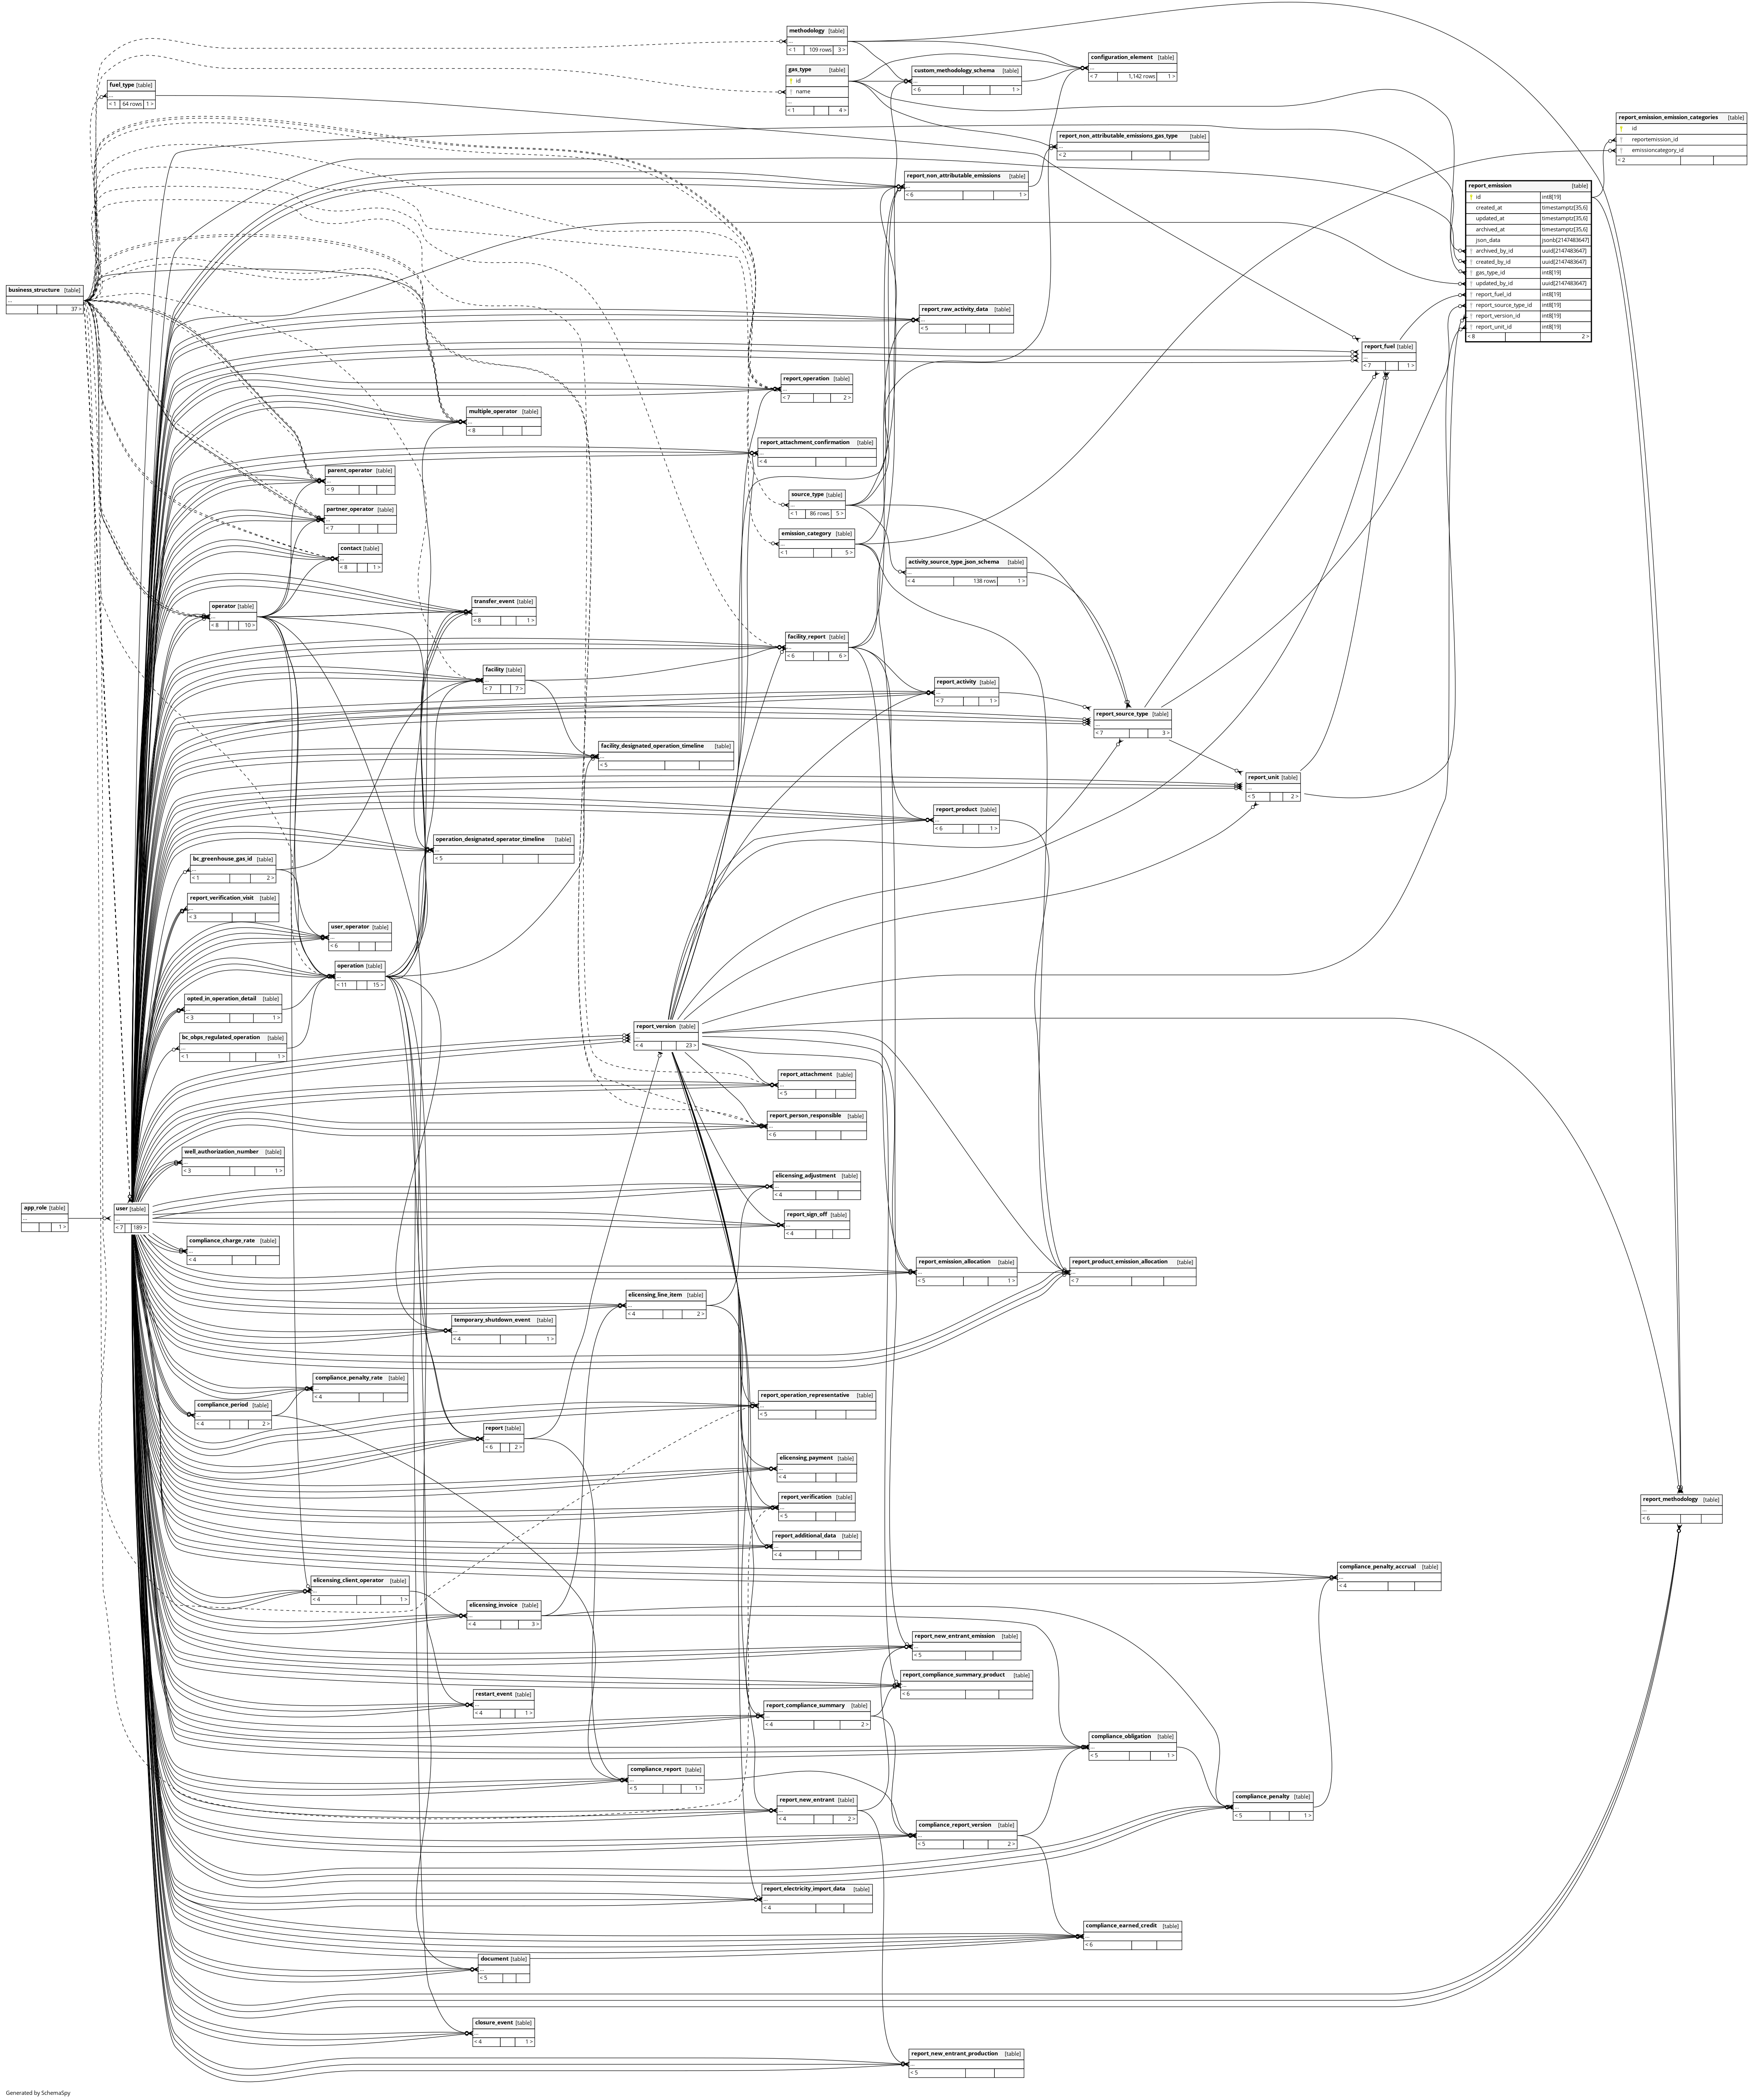 methodology [table]
...
< 1 109 rows 3 >
gas_type [table]
id
name
...
< 1 4 >
custom_methodology_schema [table]
...
< 6 1 >
configuration_element [table]
...
< 7 1,142 rows 1 >
fuel_type [table]
...
< 1 64 rows 1 >
report_emission_emission_categories [table]
id
reportemission_id
emissioncategory_id
< 2
report_non_attributable_emissions_gas_type [table]
...
< 2
report_non_attributable_emissions [table]
...
< 6 1 >
report_emission [table]
id int8[19]
created_at timestamptz[35,6]
updated_at timestamptz[35,6]
archived_at timestamptz[35,6]
json_data jsonb[2147483647]
archived_by_id uuid[2147483647]
created_by_id uuid[2147483647]
gas_type_id int8[19]
updated_by_id uuid[2147483647]
report_fuel_id int8[19]
report_source_type_id int8[19]
report_version_id int8[19]
report_unit_id int8[19]
< 8 2 >
business_structure [table]
...
37 >
report_raw_activity_data [table]
...
< 5
report_fuel [table]
...
< 7 1 >
report_operation [table]
...
< 7 2 >
multiple_operator [table]
...
< 8
report_attachment_confirmation [table]
...
< 4
parent_operator [table]
...
< 9
source_type [table]
...
< 1 86 rows 5 >
partner_operator [table]
...
< 7
emission_category [table]
...
< 1 5 >
contact [table]
...
< 8 1 >
activity_source_type_json_schema [table]
...
< 4 138 rows 1 >
operator [table]
...
< 8 10 >
transfer_event [table]
...
< 8 1 >
facility_report [table]
...
< 6 6 >
facility [table]
...
< 7 7 >
report_activity [table]
...
< 7 1 >
report_source_type [table]
...
< 7 3 >
facility_designated_operation_timeline [table]
...
< 5
report_unit [table]
...
< 5 2 >
report_product [table]
...
< 6 1 >
operation_designated_operator_timeline [table]
...
< 5
bc_greenhouse_gas_id [table]
...
< 1 2 >
report_verification_visit [table]
...
< 3
user_operator [table]
...
< 6
operation [table]
...
< 11 15 >
opted_in_operation_detail [table]
...
< 3 1 >
bc_obps_regulated_operation [table]
...
< 1 1 >
report_version [table]
...
< 4 23 >
report_attachment [table]
...
< 5
report_person_responsible [table]
...
< 6
well_authorization_number [table]
...
< 3 1 >
elicensing_adjustment [table]
...
< 4
app_role [table]
...
1 >
user [table]
...
< 7 189 >
report_sign_off [table]
...
< 4
compliance_charge_rate [table]
...
< 4
report_emission_allocation [table]
...
< 5 1 >
report_product_emission_allocation [table]
...
< 7
elicensing_line_item [table]
...
< 4 2 >
temporary_shutdown_event [table]
...
< 4 1 >
compliance_penalty_rate [table]
...
< 4
compliance_period [table]
...
< 4 2 >
report_operation_representative [table]
...
< 5
report [table]
...
< 6 2 >
elicensing_payment [table]
...
< 4
report_verification [table]
...
< 5
report_methodology [table]
...
< 6
report_additional_data [table]
...
< 4
compliance_penalty_accrual [table]
...
< 4
elicensing_client_operator [table]
...
< 4 1 >
elicensing_invoice [table]
...
< 4 3 >
report_new_entrant_emission [table]
...
< 5
report_compliance_summary_product [table]
...
< 6
restart_event [table]
...
< 4 1 >
report_compliance_summary [table]
...
< 4 2 >
compliance_obligation [table]
...
< 5 1 >
compliance_report [table]
...
< 5 1 >
report_new_entrant [table]
...
< 4 2 >
compliance_penalty [table]
...
< 5 1 >
compliance_report_version [table]
...
< 5 2 >
report_electricity_import_data [table]
...
< 4
compliance_earned_credit [table]
...
< 6
document [table]
...
< 5
closure_event [table]
...
< 4 1 >
report_new_entrant_production [table]
...
< 5
Generated by SchemaSpy